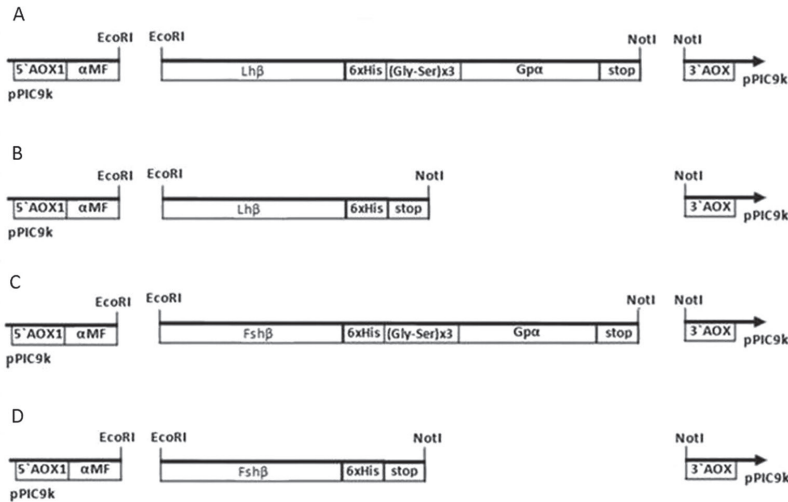 A
EcoRI EcoRI NotI NotI
5`AOX1 αMF Lhβ 6xHis (Gly-Ser)x3 Gpα stop 3`AOX
pPIC9k pPIC9k
B
EcoRI EcoRI NotI NotI
5`AOX1 αMF Lhβ 6xHis stop 3`AOX
pPIC9k pPIC9k
C
EcoRI EcoRI NotI NotI
5`AOX1 αMF Fshβ 6xHis (Gly-Ser)x3 Gpα stop 3`AOX
pPIC9k pPIC9k
D
EcoRI EcoRI NotI NotI
5`AOX1 αMF Fshβ 6xHis stop 3`AOX
pPIC9k pPIC9k